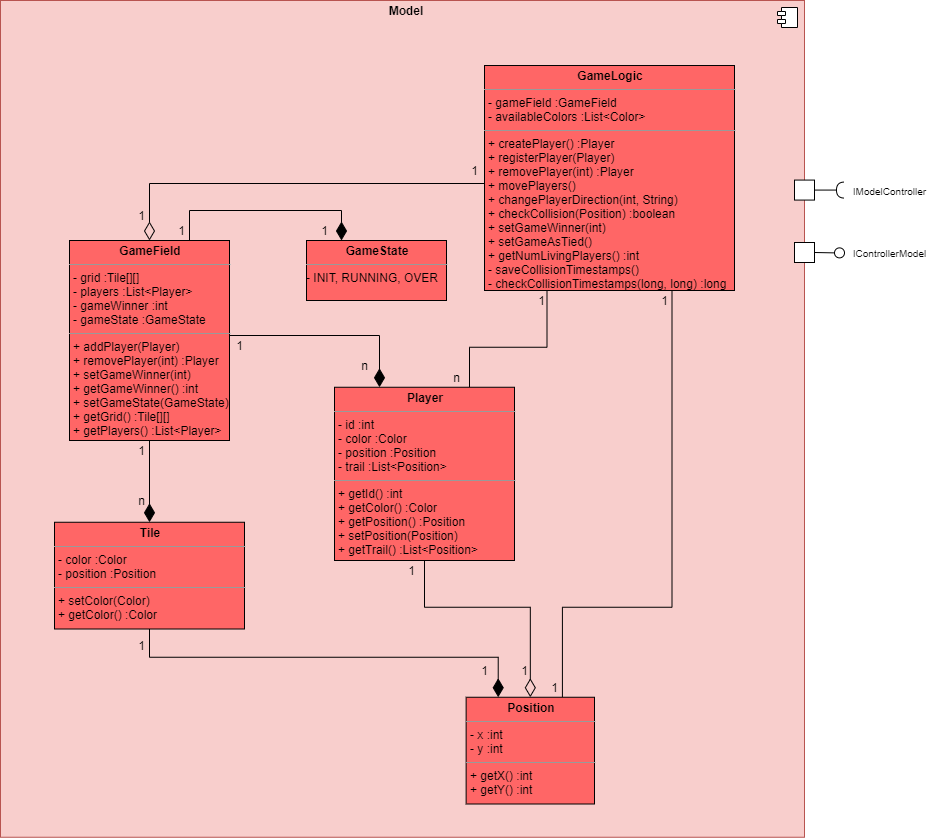 Model
GameLogic
- gameField :GameField
- availableColors :List<Color>
+ createPlayer() :Player
+ registerPlayer(Player)
+ removePlayer(int) :Player
+ movePlayers()
+ changePlayerDirection(int, String)
+ checkCollision(Position) :boolean
+ setGameWinner(int)
+ setGameAsTied()
+ getNumLivingPlayers() :int
- saveCollisionTimestamps()
- checkCollisionTimestamps(long, long) :long
IModelController
IControllerModel
1
1
1
1
GameField
- grid :Tile[][]
- players :List<Player>
- gameWinner :int
- gameState :GameState
+ addPlayer(Player)
+ removePlayer(int) :Player
+ setGameWinner(int)
+ getGameWinner() :int
+ setGameState(GameState)
+ getGrid() :Tile[][]
+ getPlayers() :List<Player>
GameState
- INIT, RUNNING, OVER
1
1
1
n
n
Player
- id :int
- color :Color
- position :Position
- trail :List<Position>
+ getId() :int
+ getColor() :Color
+ getPosition() :Position
+ setPosition(Position)
+ getTrail() :List<Position>
1
n
Tile
- color :Color
- position :Position
+ setColor(Color)
+ getColor() :Color
1
1
1
1
1
Position
- x :int
- y :int
+ getX() :int
+ getY() :int